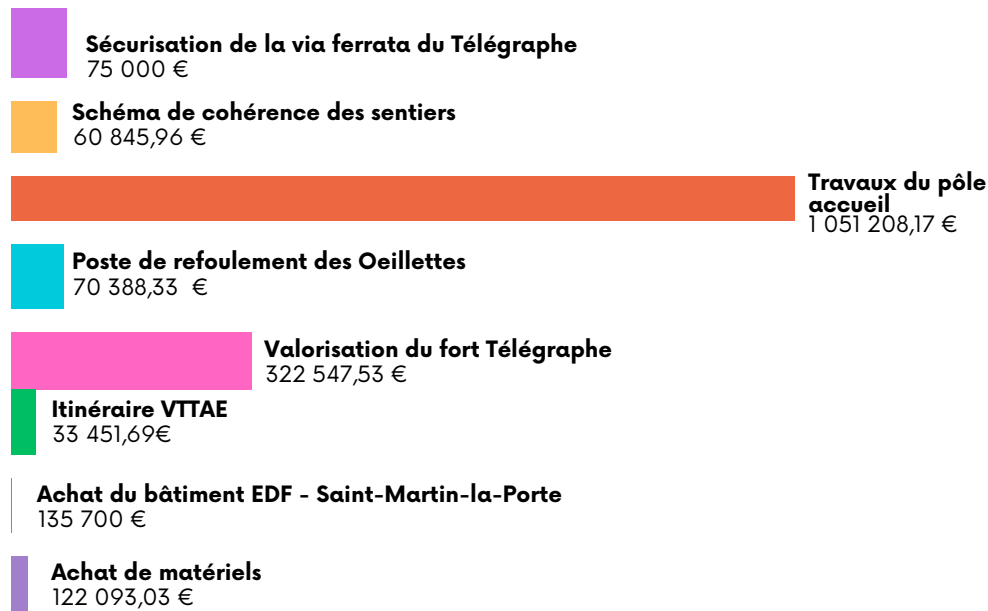 Sécurisation de la via ferrata du Télégraphe
75 000 €
Schéma de cohérence des sentiers
60 845,96 €
Travaux du pôle
accueil
1 051 208,17 €
Poste de refoulement des Oeillettes
70 388,33 €
Valorisation du fort Télégraphe
322 547,53 €
Itinéraire VTTAE
33 451,69€
Achat du bâtiment EDF - Saint-Martin-la-Porte
135 700 €
Achat de matériels
122 093,03 €